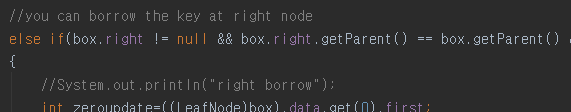 //you can borrow the key at right node
else if(box.right != null && box.right.getParent() == box.getParent() &
{
//System.out.println("right borrow");
int zeroupdate=((LeafNode)box).data.get(0).first;